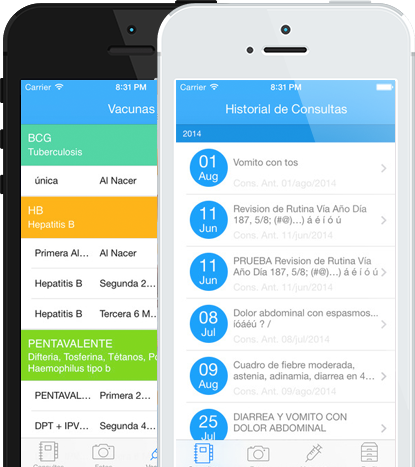 Carrier 8:31 PM
Vacunas
BCG
Tuberculosis
única Al Nacer
HB
Hepatitis B
Primera Al... Al Nacer
Hepatitis B Segunda 2...
Hepatitis B Tercera 6 M...
PENTAVALENTE
Difteria, Tosferina, Tétanos, Po
Haemophilus tipo b
PENTAVAL... Primera 2...
DPT + IPV... Segunda 4...
Carrier 8:31 PM
Historial de Consultas
2014
01 Aug
Vomito con tos
Cons. Ant. 01/ago/2014
11 Jun
Revision de Rutina Vía Año Día
187, 5/8; (#@)...) á é í ó ú
Cons. Ant. 11/jun/2014
11 Jun
PRUEBA Revision de Rutina Vía
Año Día 187, 5/8; (#@)...) á é í ó ú
Cons. Ant. 11/jun/2014
08 Jul
Dolor abdominal con espasmos...
íóáéú ? /
Cons. Ant. 08/jul/2014
09 Aug
Cuadro de fiebre moderada,
astenia, adinamia, diarrea en 4...
Cons. Ant. 09/ago/2014
25 Jul
DIARREA Y VOMITO CON
DOLOR ABDOMINAL